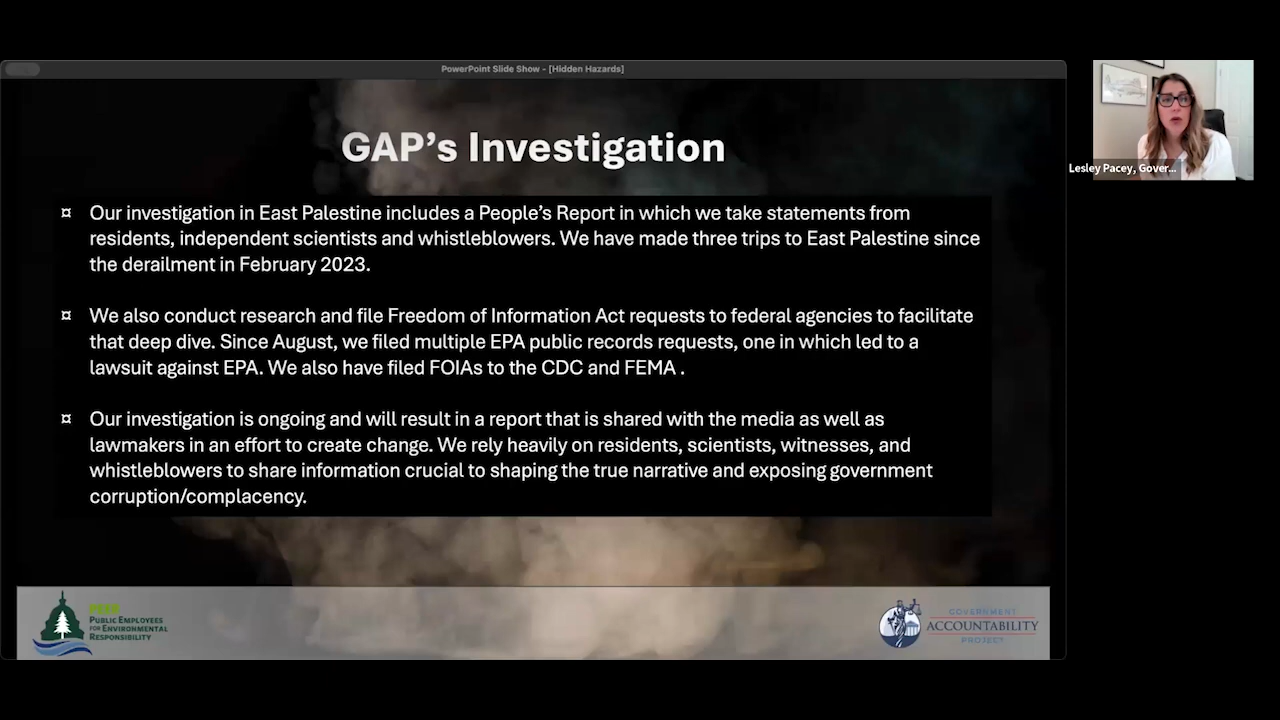 PowerPoint Slide Show - [Hidden Hazards]
GAP's Investigation
¤ Our investigation in East Palestine includes a People's Report in which we take statements from
residents, independent scientists and whistleblowers. We have made three trips to East Palestine since
the derailment in February 2023.
¤ We also conduct research and file Freedom of Information Act requests to federal agencies to facilitate
that deep dive. Since August, we filed multiple EPA public records requests, one in which led to a
lawsuit against EPA. We also have filed FOIAs to the CDC and FEMA .
¤ Our investigation is ongoing and will result in a report that is shared with the media as well as
lawmakers in an effort to create change. We rely heavily on residents, scientists, witnesses, and
whistleblowers to share information crucial to shaping the true narrative and exposing government
corruption/complacency.
PEER
PUBLIC EMPLOYEES
FOR ENVIRONMENTAL
RESPONSIBILITY
GOVERNMENT
ACCOUNTABILITY
PROJECT
Lesley Pacey, Gover...